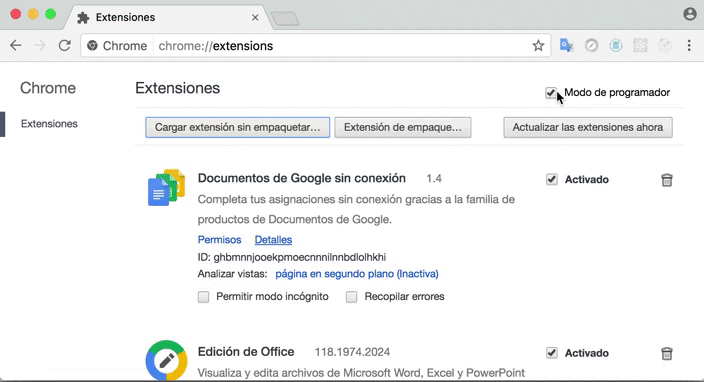 Extensiones
Chrome chrome://extensions
Chrome
Extensiones
Modo de programador
Extensiones
Cargar extensión sin empaquetar… Extensión de empaque… Actualizar las extensiones ahora
Documentos de Google sin conexión 1.4 Activado
Completa tus asignaciones sin conexión gracias a la familia de
productos de Documentos de Google.
Permisos Detalles
ID: ghbmnnjooekpmoecnnnilnnbdlolhkhi
Analizar vistas: página en segundo plano (Inactiva)
Permitir modo incógnito Recopilar errores
Edición de Office 118.1974.2024 Activado
Visualiza y edita archivos de Microsoft Word, Excel y PowerPoint